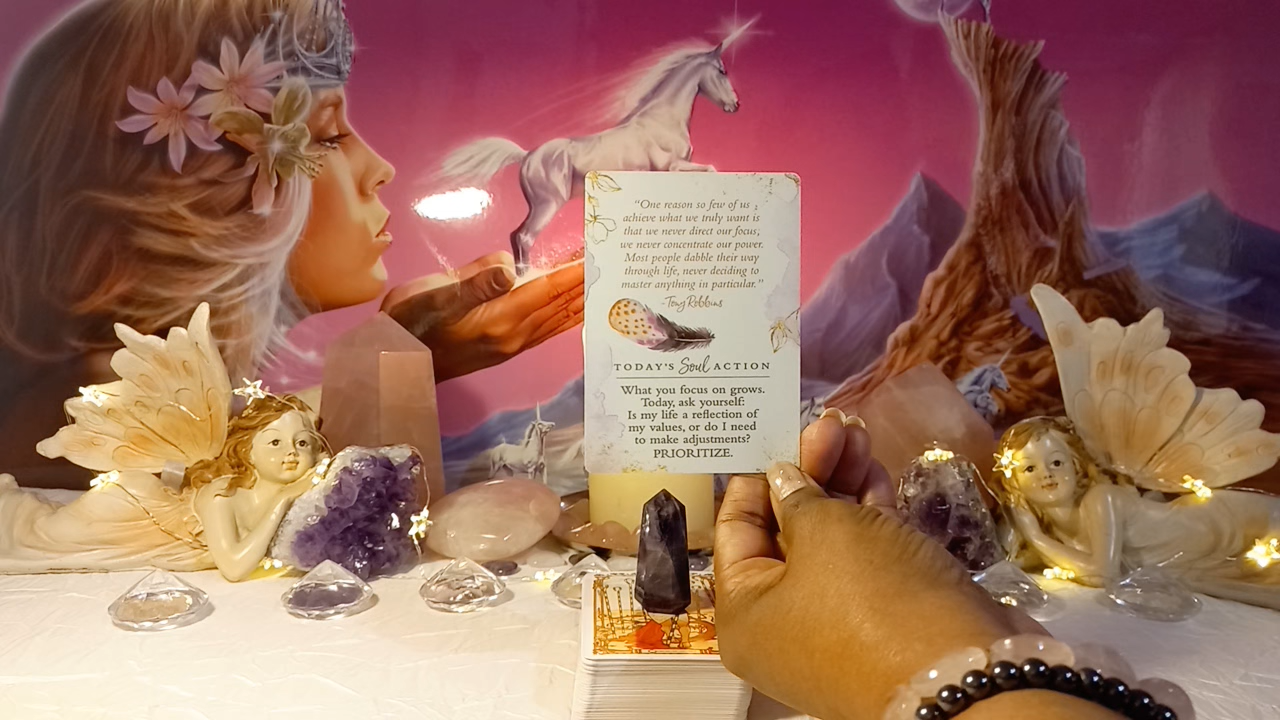 “One reason so few of us
achieve what we truly want is
that we never direct our focus;
we never concentrate our power.
Most people dabble their way
through life, never deciding to
master anything in particular.”
-Tony Robbins
TODAY'S Soul ACTION
What you focus on grows.
Today, ask yourself:
Is my life a reflection of
my values, or do I need
to make adjustments?
PRIORITIZE.